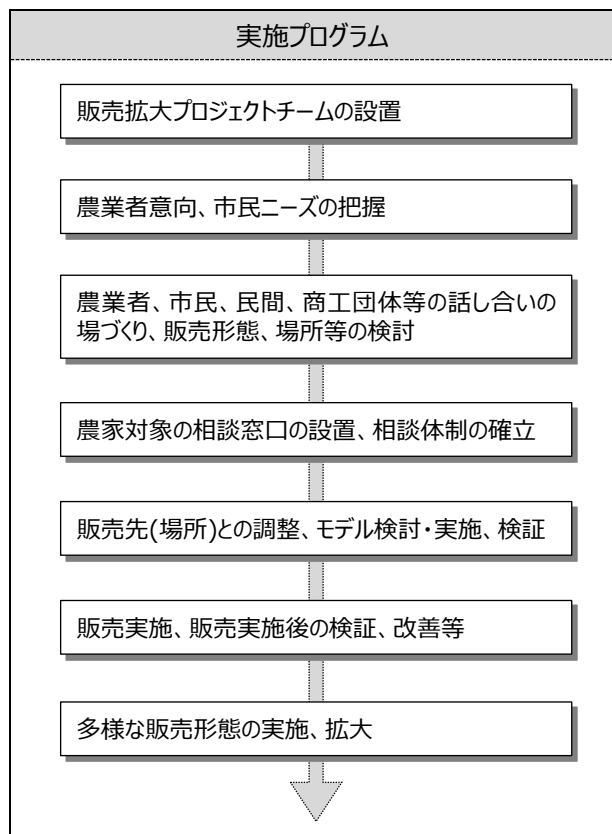 実施プログラム
販売拡大プロジェクトチームの設置
農業者意向、市民ニーズの把握
農業者、市民、民間、商工団体等の話し合いの
場づくり、販売形態、場所等の検討
農家対象の相談窓口の設置、相談体制の確立
販売先(場所)との調整、モデル検討・実施、検証
販売実施、販売実施後の検証、改善等
多様な販売形態の実施、拡大